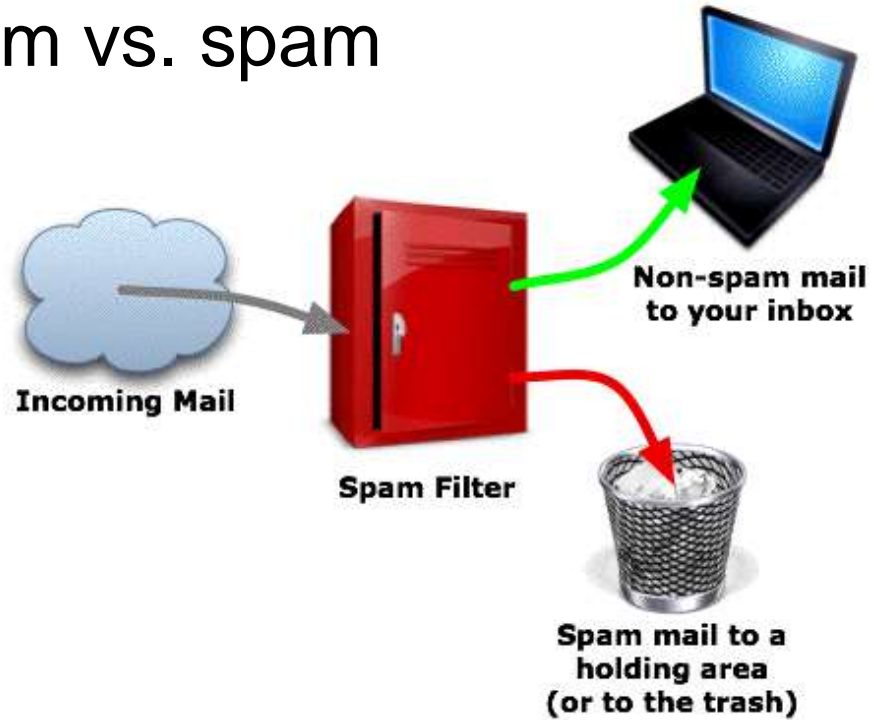 m vs. spam
Non-spam mail
to your inbox
Incoming Mail
Spam Filter
Spam mail to a
holding area
(or to the trash)